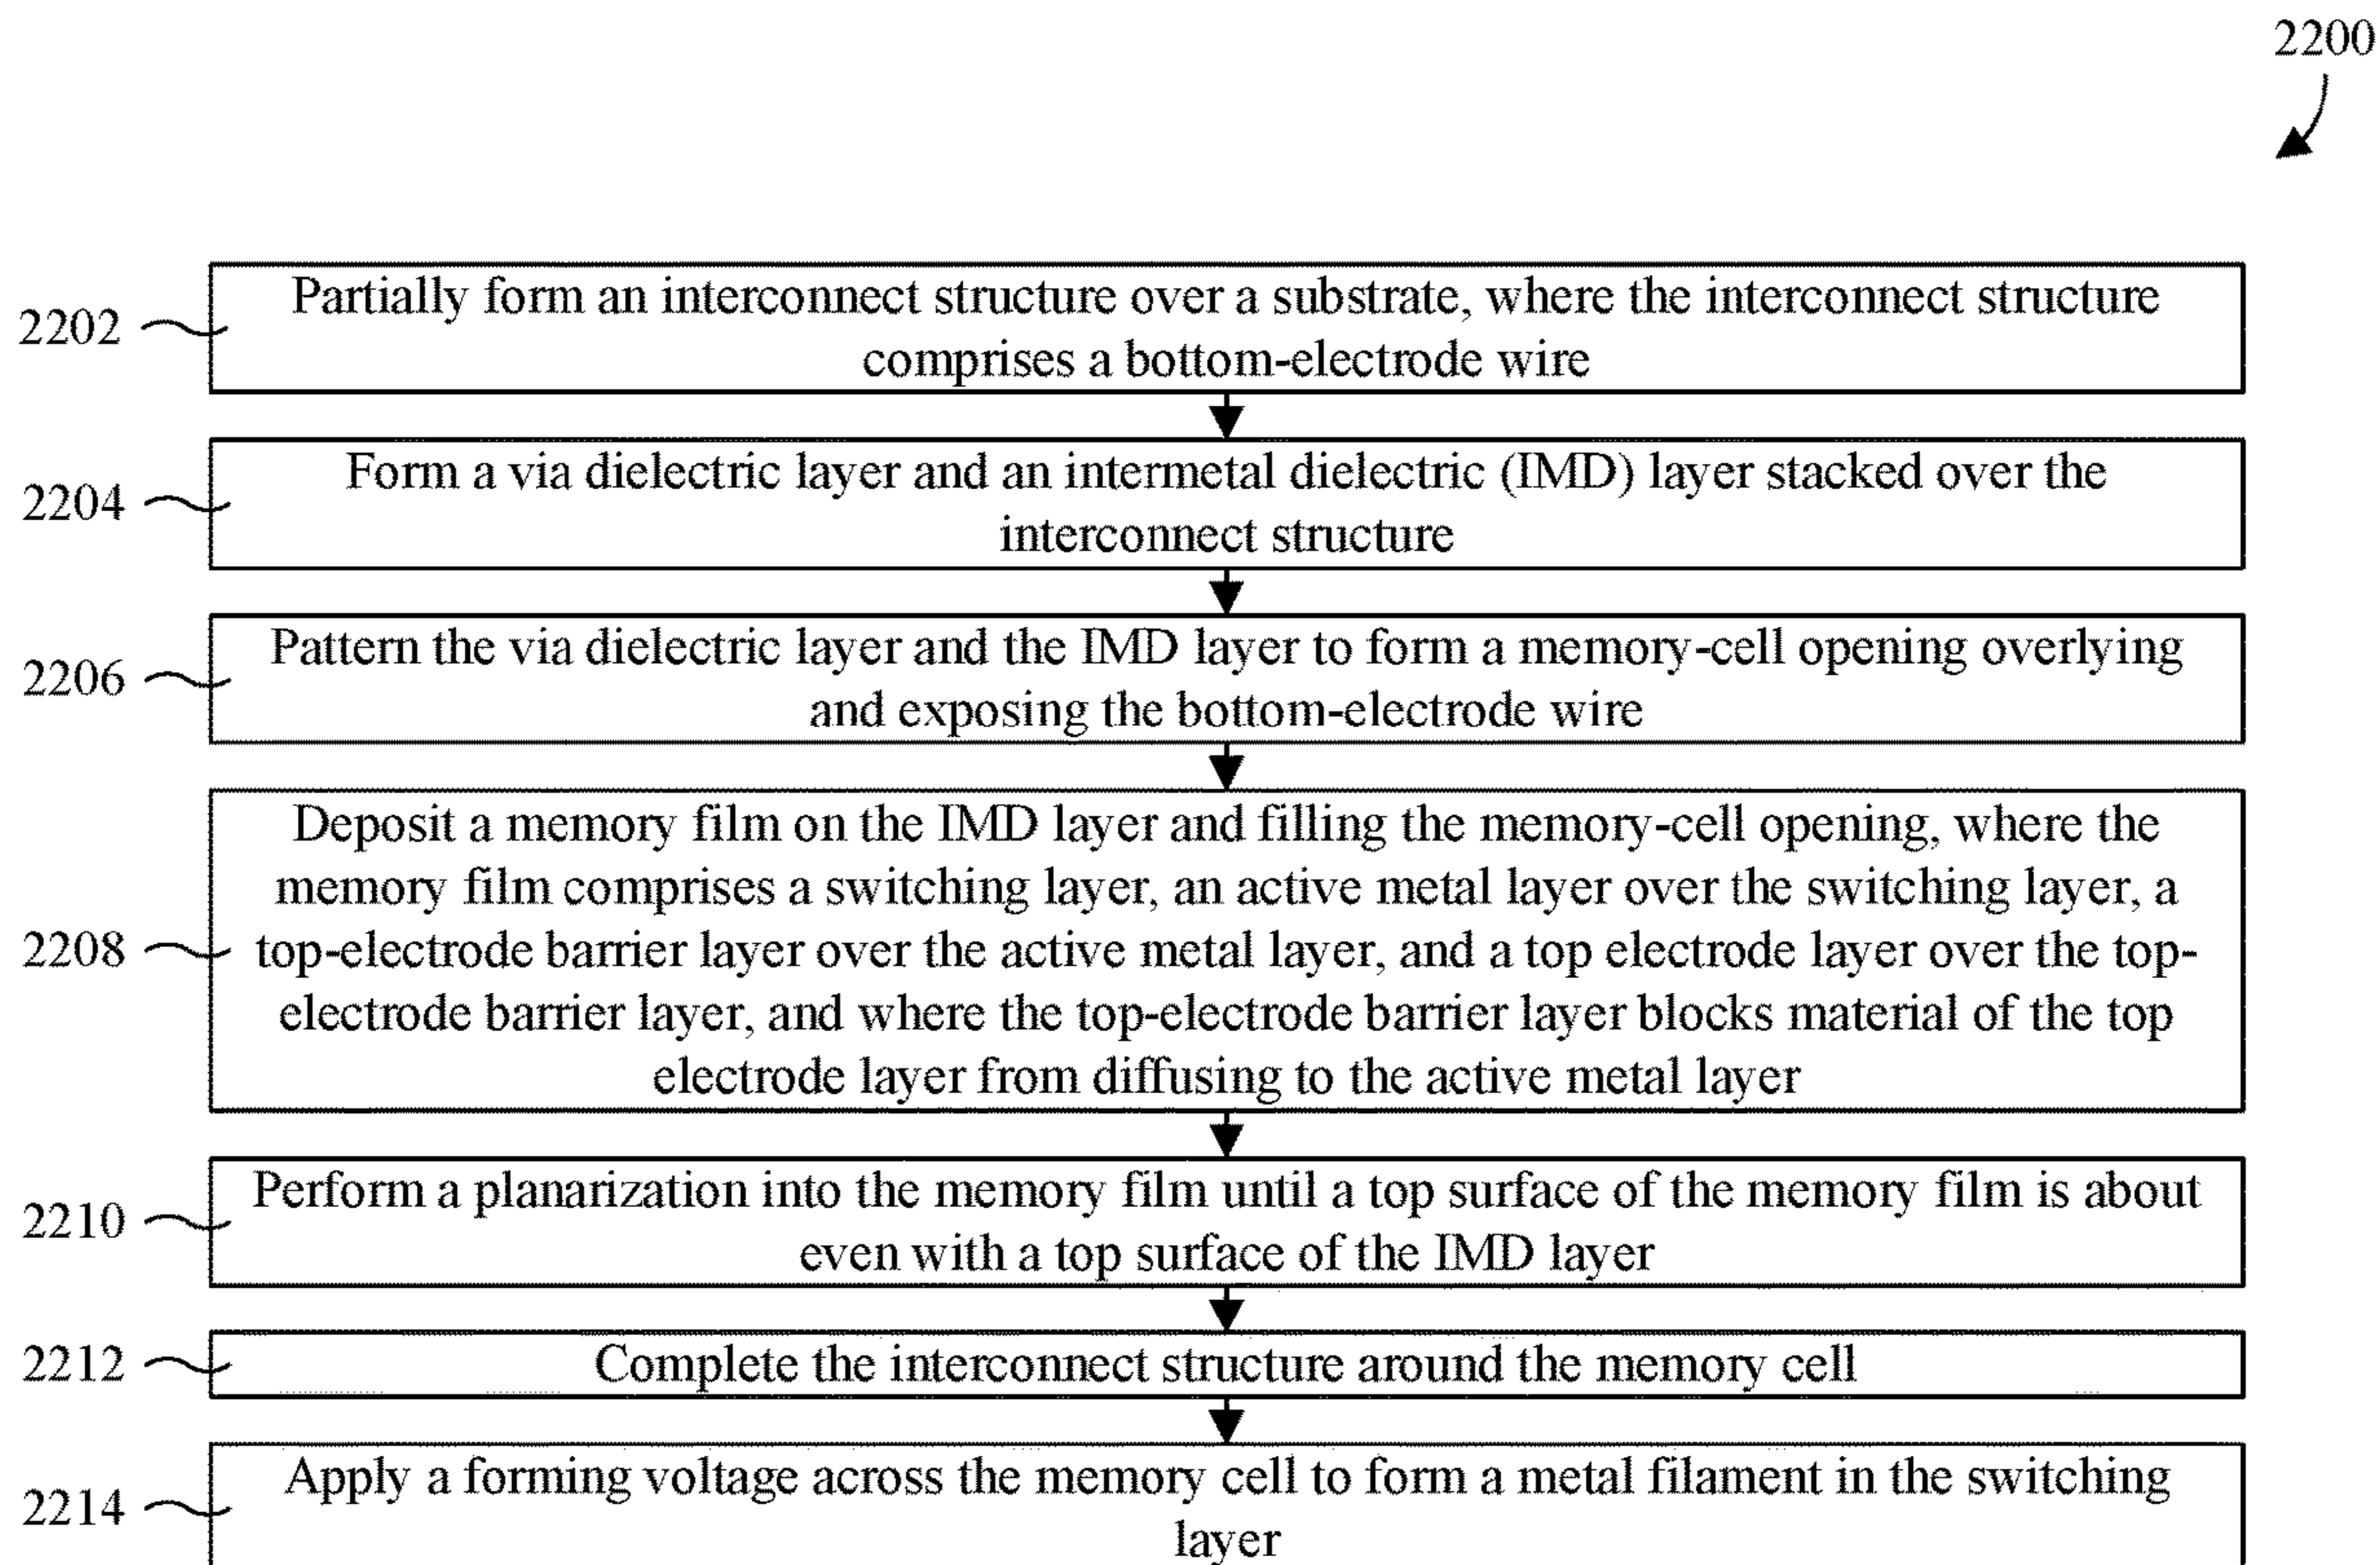 2200
2202
Partially form an interconnect structure over a substrate, where the interconnect structure
comprises a bottom-electrode wire
2204
Form a via dielectric layer and an intermetal dielectric (IMD) layer stacked over the
interconnect structure
2206
Pattern the via dielectric layer and the IMD layer to form a memory-cell opening overlying
and exposing the bottom-electrode wire
2208
Deposit a memory film on the IMD layer and filling the memory-cell opening, where the
memory film comprises a switching layer, an active metal layer over the switching layer, a
top-electrode barrier layer over the active metal layer, and a top electrode layer over the top-
electrode barrier layer, and where the top-electrode barrier layer blocks material of the top
electrode layer from diffusing to the active metal layer
2210
Perform a planarization into the memory film until a top surface of the memory film is about
even with a top surface of the IMD layer
2212
Complete the interconnect structure around the memory cell
2214
Apply a forming voltage across the memory cell to form a metal filament in the switching
layer